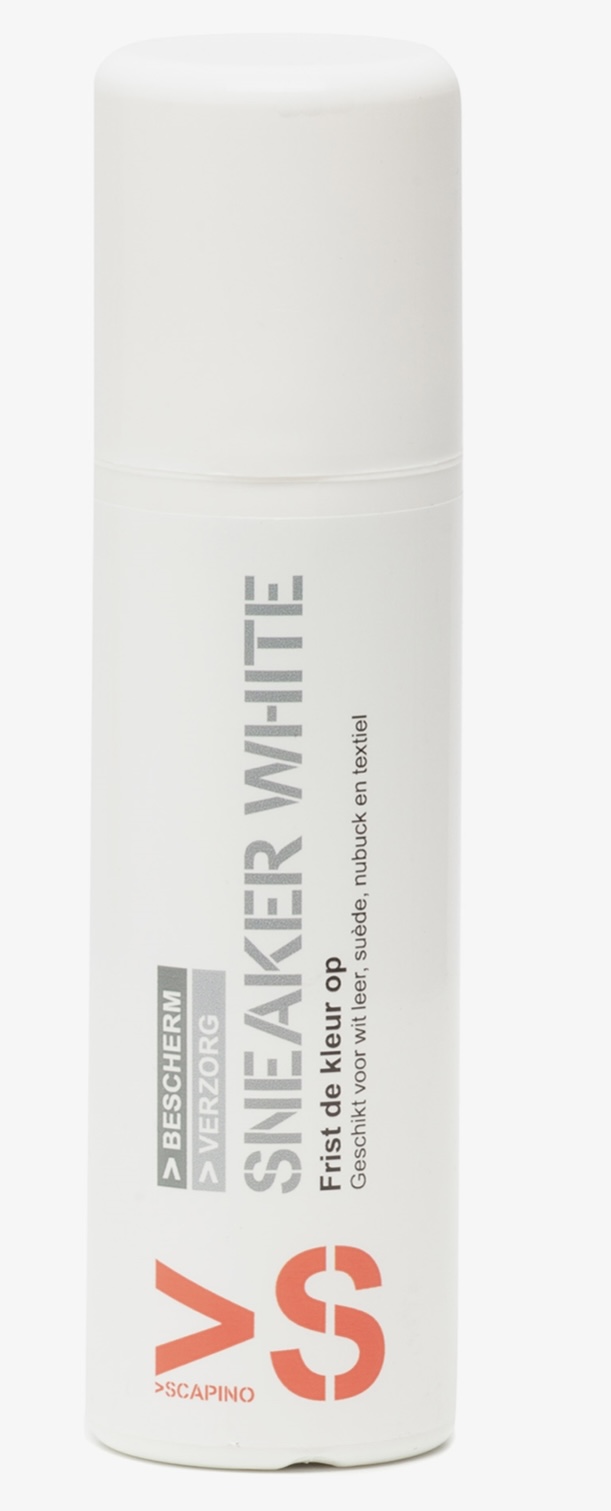 > BESCHERM
> VERZORG
SNEAKER WHITE
Frist de kleur op
Geschikt voor wit leer, suède, nubuck en textiel
>S
>SCAPINO